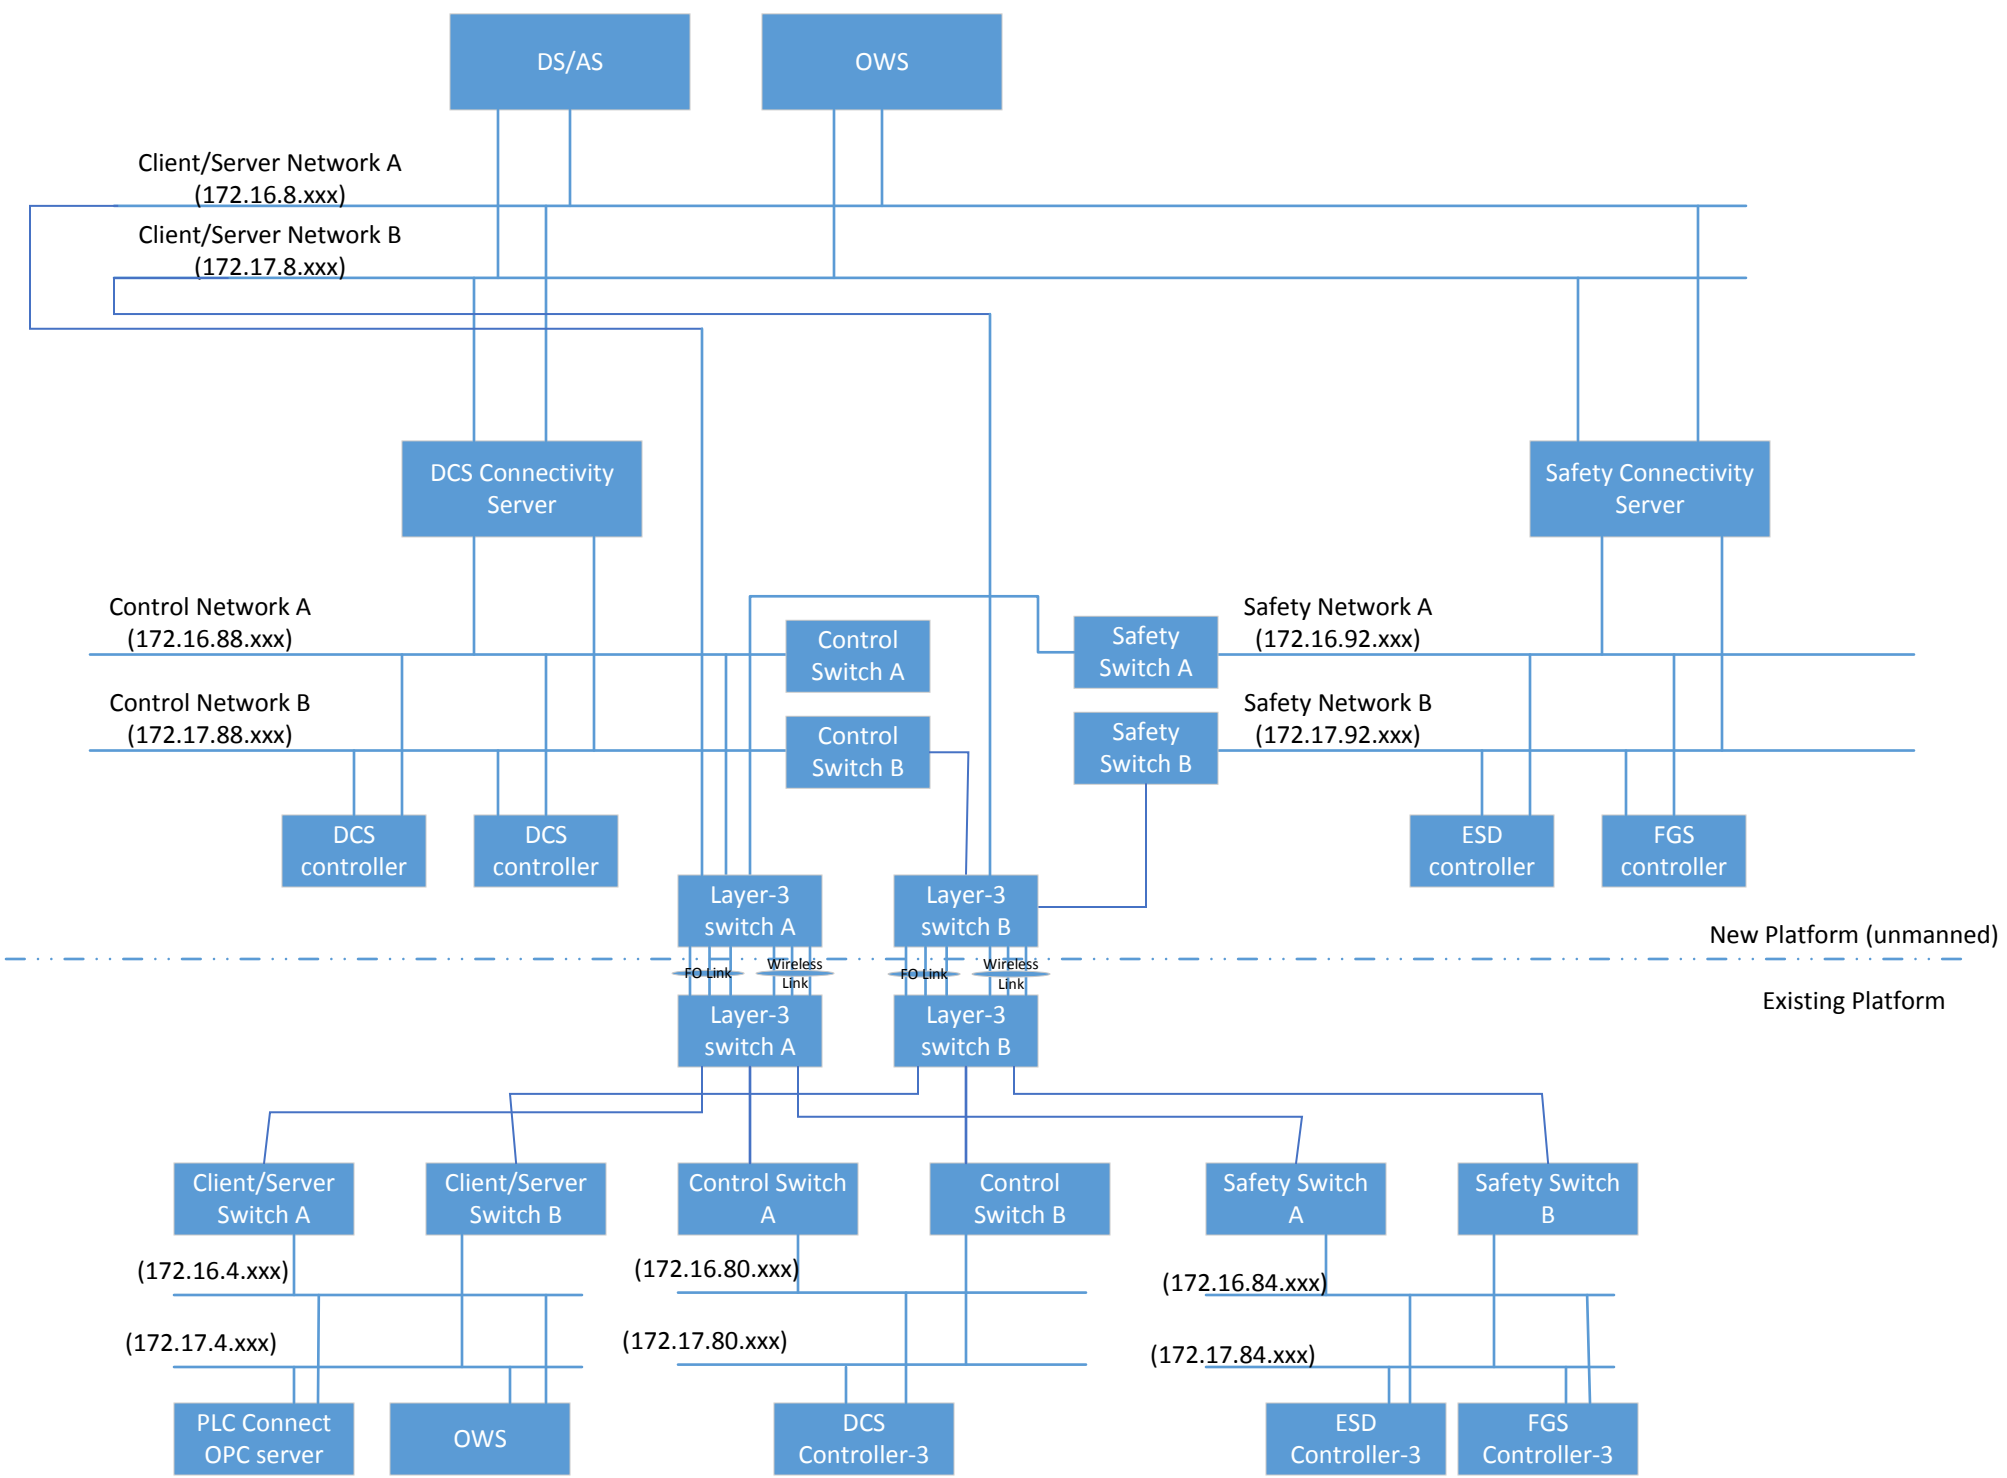 DS/AS
OWS
Client/Server Network A
(172.16.8.xxx)
Client/Server Network B
(172.17.8.xxx)
DCS Connectivity
Server
Safety Connectivity
Server
Control Network A
(172.16.88.xxx)
Control
Switch A
Safety
Switch A
Safety Network A
(172.16.92.xxx)
Control Network B
(172.17.88.xxx)
Control
Switch B
Safety
Switch B
Safety Network B
(172.17.92.xxx)
DCS
controller
DCS
controller
ESD
controller
FGS
controller
Layer-3
switch A
Layer-3
switch B
New Platform (unmanned)
FO Link
Wireless
Link
FO Link
Wireless
Link
Existing Platform
Layer-3
switch A
Layer-3
switch B
Client/Server
Switch A
Client/Server
Switch B
Control Switch
A
Control
Switch B
Safety Switch
A
Safety Switch
B
(172.16.4.xxx)
(172.16.80.xxx)
(172.16.84.xxx)
(172.17.4.xxx)
(172.17.80.xxx)
(172.17.84.xxx)
PLC Connect
OPC server
OWS
DCS
Controller-3
ESD
Controller-3
FGS
Controller-3